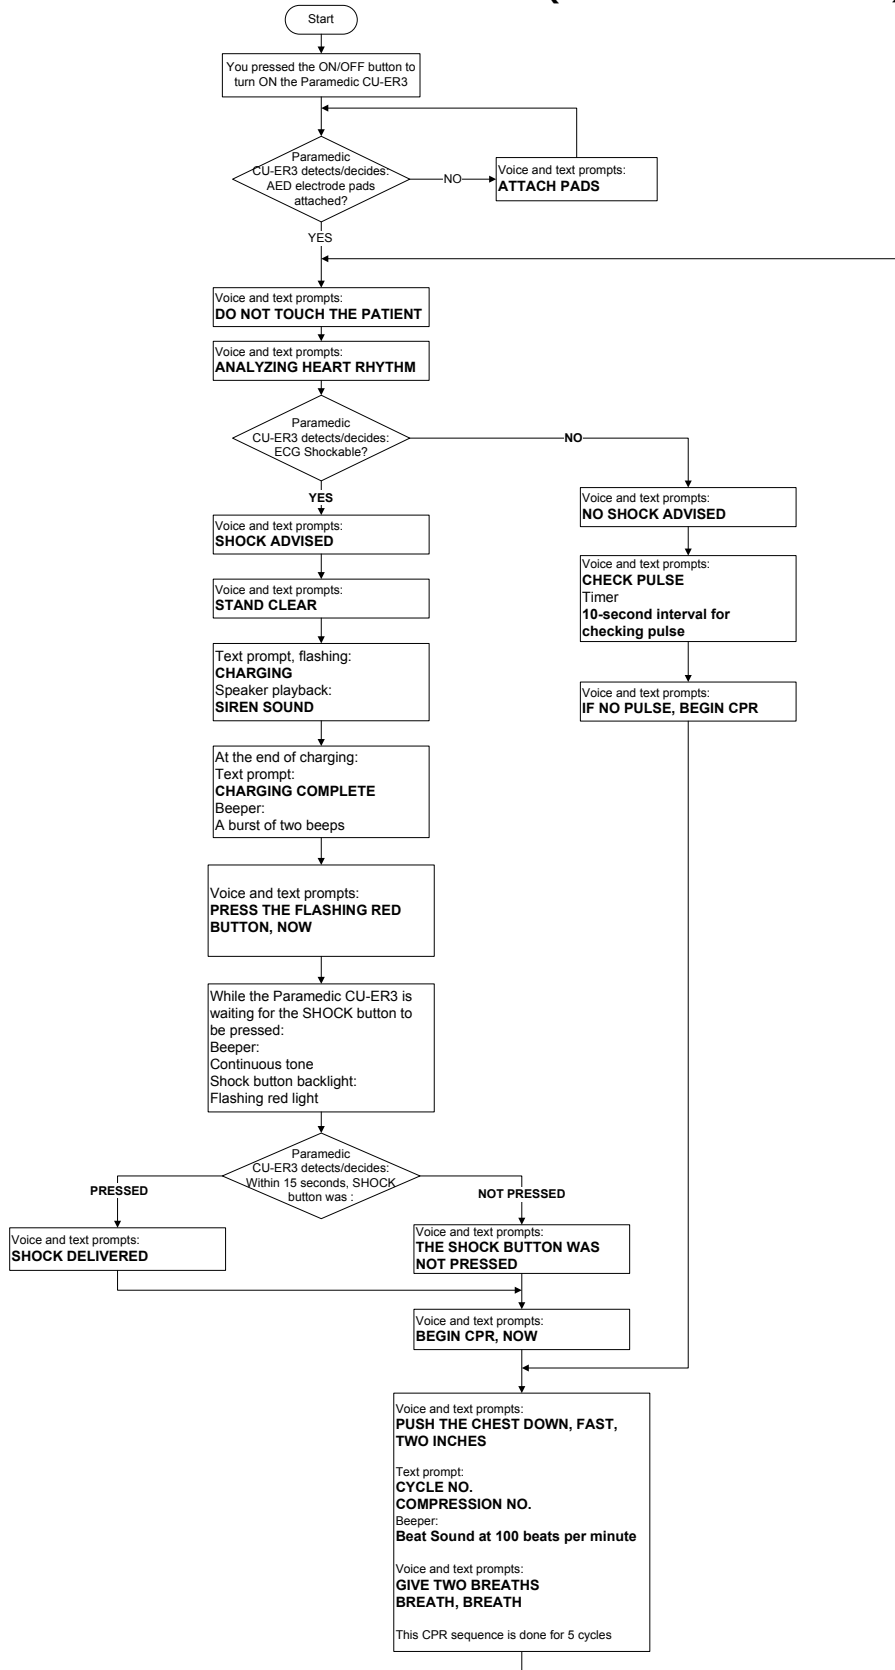 Start
You pressed the ON/OFF button to
turn ON the Paramedic CU-ER3
Paramedic
CU-ER3 detects/decides:
AED electrode pads
attached?
NO
Voice and text prompts:
ATTACH PADS
YES
Voice and text prompts:
DO NOT TOUCH THE PATIENT
Voice and text prompts:
ANALYZING HEART RHYTHM
Paramedic
CU-ER3 detects/decides:
ECG Shockable?
NO
YES
Voice and text prompts:
SHOCK ADVISED
Voice and text prompts:
STAND CLEAR
Text prompt, flashing:
CHARGING
Speaker playback:
SIREN SOUND
At the end of charging:
Text prompt:
CHARGING COMPLETE
Beeper:
A burst of two beeps
Voice and text prompts:
PRESS THE FLASHING RED
BUTTON, NOW
While the Paramedic CU-ER3 is
waiting for the SHOCK button to
be pressed:
Beeper:
Continuous tone
Shock button backlight:
Flashing red light
Voice and text prompts:
NO SHOCK ADVISED
Voice and text prompts:
CHECK PULSE
Timer
10-second interval for
checking pulse
Voice and text prompts:
IF NO PULSE, BEGIN CPR
Paramedic
CU-ER3 detects/decides:
Within 15 seconds, SHOCK
button was :
PRESSED
NOT PRESSED
Voice and text prompts:
SHOCK DELIVERED
Voice and text prompts:
THE SHOCK BUTTON WAS
NOT PRESSED
Voice and text prompts:
BEGIN CPR, NOW
Voice and text prompts:
PUSH THE CHEST DOWN, FAST,
TWO INCHES
Text prompt:
CYCLE NO.
COMPRESSION NO.
Beeper:
Beat Sound at 100 beats per minute
Voice and text prompts:
GIVE TWO BREATHS
BREATH, BREATH
This CPR sequence is done for 5 cycles